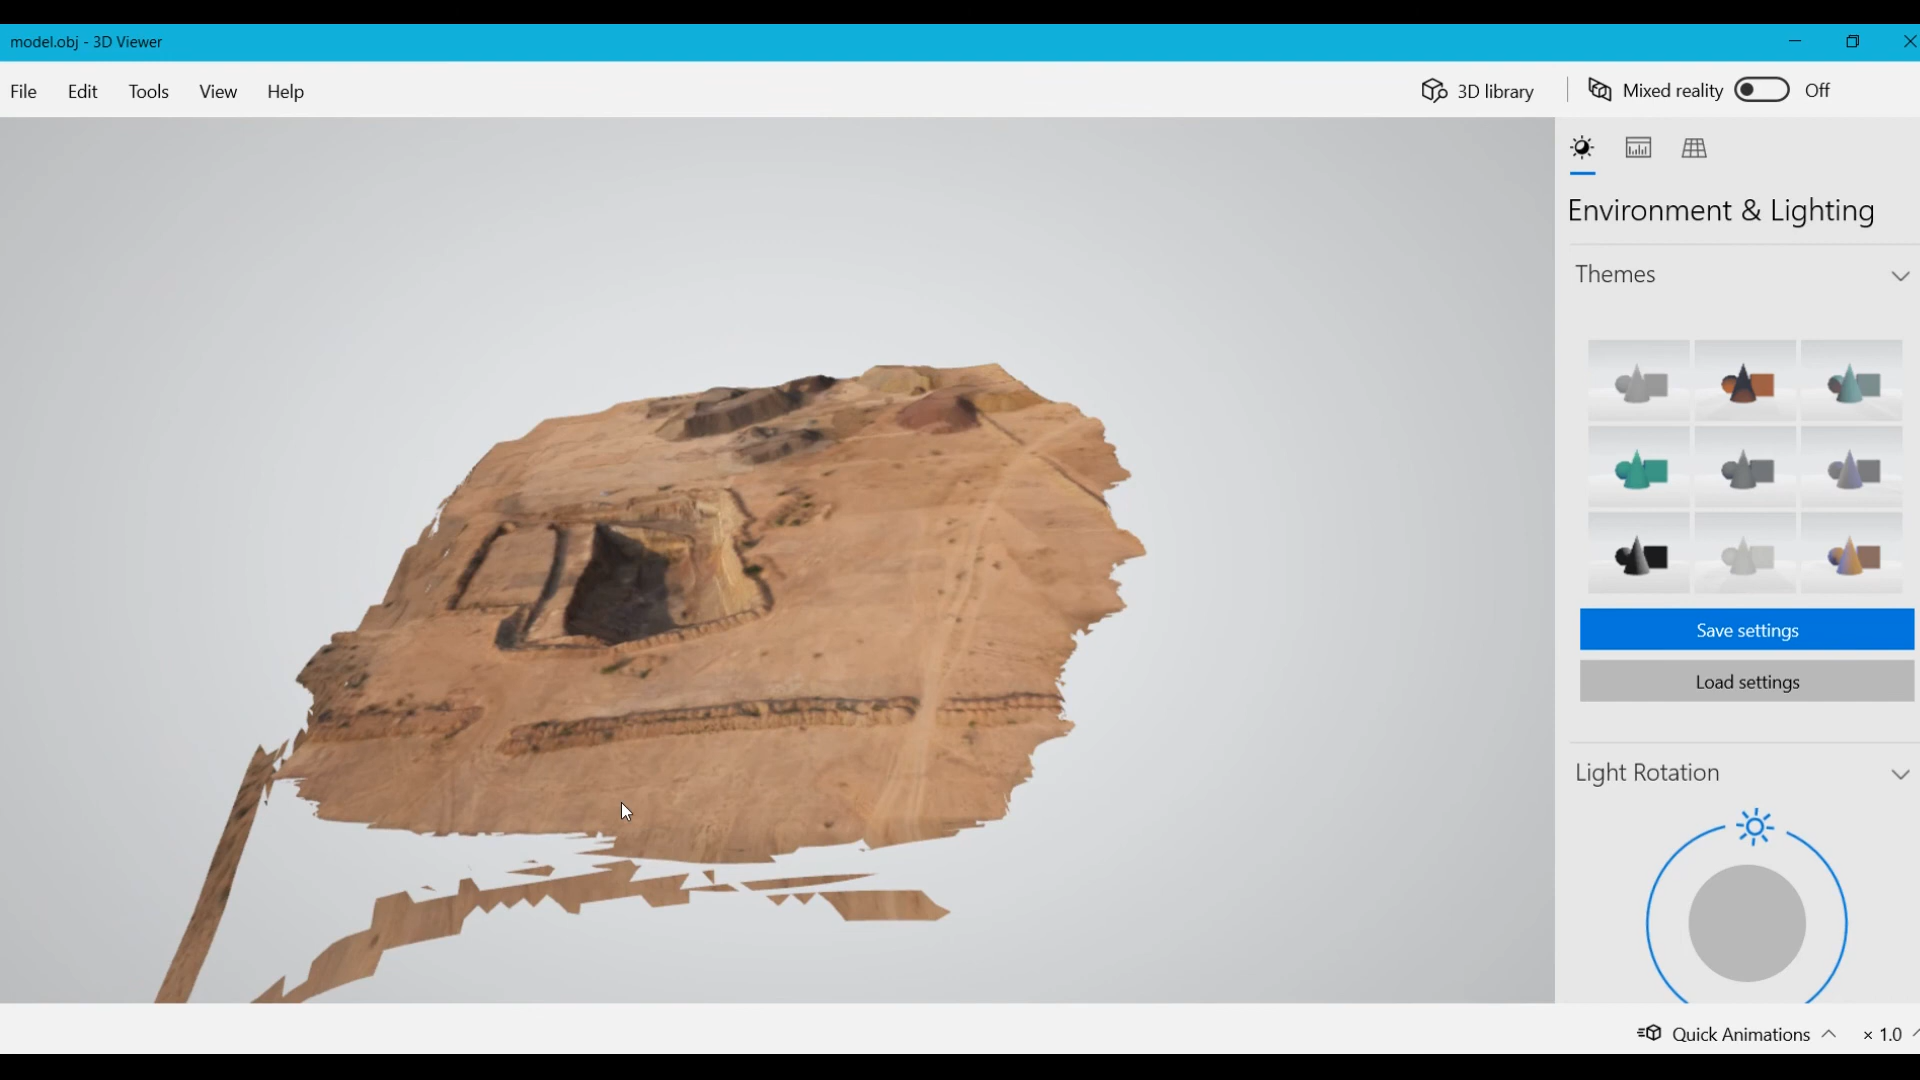 model.obj - 3D Viewer
File Edit Tools View Help 3D library Mixed reality Off
Environment & Lighting
Themes
Save settings
Load settings
Light Rotation
Quick Animations × 1.0